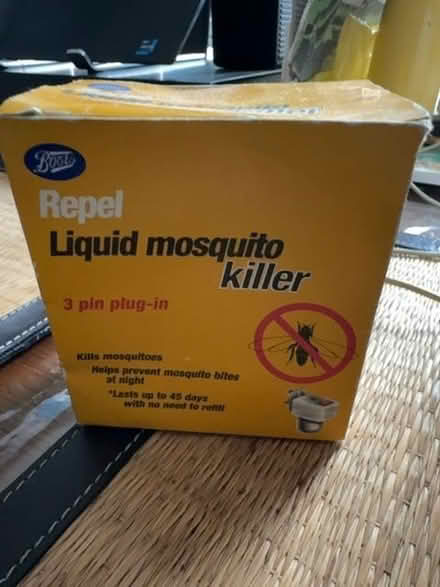 Boots
Repel
Liquid mosquito
killer
3 pin plug-in
Kills mosquitoes
Helps prevent mosquito bites
at night
*Lasts up to 45 days
with no need to refill